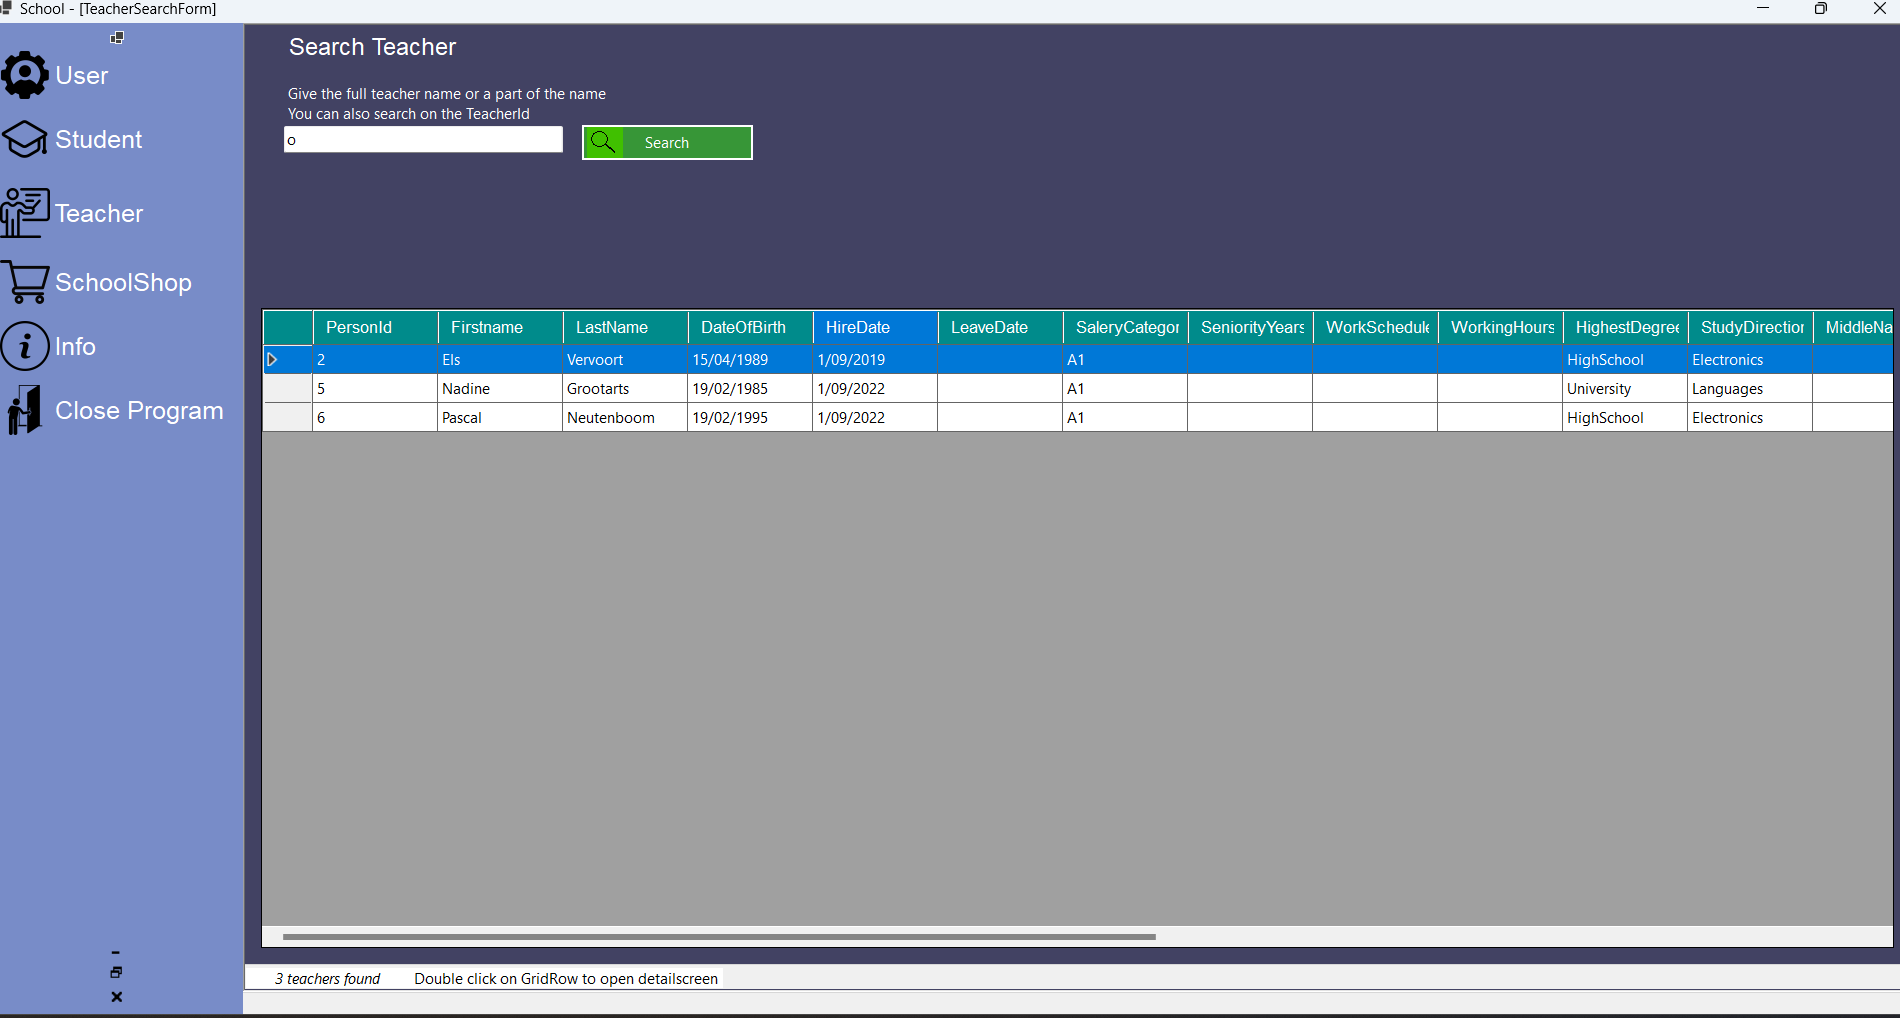 School - [TeacherSearchForm]
User
Student
Teacher
SchoolShop
Info
Close Program
Search Teacher
Give the full teacher name or a part of the name
You can also search on the TeacherId
o
Search
PersonId Firstname LastName DateOfBirth HireDate LeaveDate SaleryCategor SeniorityYears WorkSchedule WorkingHours HighestDegree StudyDirection MiddleNa
2 Els Vervoort 15/04/1989 1/09/2019 A1 HighSchool Electronics
5 Nadine Grootarts 19/02/1985 1/09/2022 A1 University Languages
6 Pascal Neutenboom 19/02/1995 1/09/2022 A1 HighSchool Electronics
3 teachers found Double click on GridRow to open detailscreen